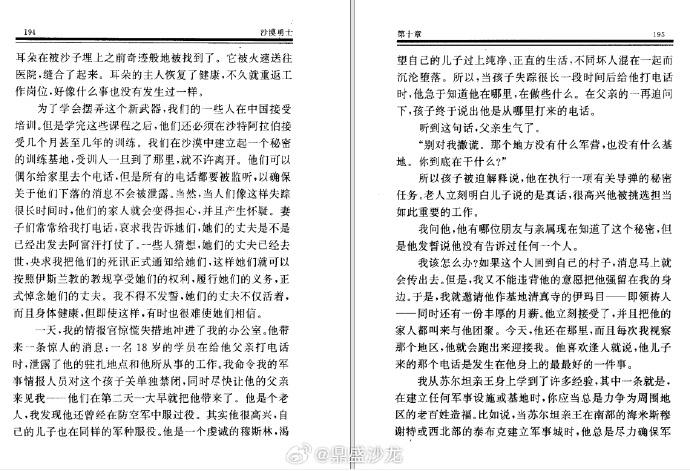 194 沙漠勇士
耳朵在被沙子埋上之前奇迹般地被找到了。它被火速送往
医院,缝合了起来。耳朵的主人恢复了健康,不久就重返工
作岗位,好像什么事也没有发生过一样。
为了学会摆弄这个新武器,我们的一些人在中国接受
培训。但是学完这些课程之后,他们还必须在沙特阿拉伯接
受几个月甚至几年的训练。我们在沙漠中建立起一个秘密
的训练基地,受训人一旦到了那里,就不许离开。他们可以
偶尔给家里去个电话,但是所有的电话都要被监听,以确保
关于他们下落的消息不会被泄露。当然,当人们像这样失踪
很长时间时,他们的家人就会变得担心,并且产生怀疑。妻
子们常常给我打电话,哀求我告诉她们,她们的丈夫是不是
已经出发去阿富汗打仗了。一些人猜想,她们的丈夫已经去
世,央求我把他们的死讯正式通知给她们,这样她们就可以
按照伊斯兰教的教规享受她们的权利,履行她们的义务,正
式悼念她们的丈夫。我不得不发誓,她们的丈夫不仅活着,
而且身体健康,但即使这样,有时也很难使她们相信。
一天,我的情报官惊慌失措地冲进了我的办公室。他带
来一条惊人的消息:一名 18 岁的学员在给他父亲打电话
时,泄露了他的驻扎地点和他所从事的工作。我命令我的军
事情报人员对这个孩子关单独禁闭,同时尽快让他的父亲
来见我——他们在第二天一大早就把他带来了。他是个老
人,我发现他还曾经在防空军中服过役。其实他很高兴,自
己的儿子也在同样的军种服役。他是一个虔诚的穆斯林,渴
第十章 195
望自己的儿子过上纯净、正直的生活,不同坏人混在一起而
沉沦堕落。所以,当孩子失踪很长一段时间后给他打电话
时,他急于知道他在哪里,在做些什么。在父亲的一再追问
下,孩子终于说出他是从哪里打来的电话。
听到这句话,父亲生气了。
“别对我撒谎。那个地方没有什么军营,也没有什么基
地。你到底在干什么?”
所以孩子被迫解释说,他在执行一项有关导弹的秘密
任务。老人立刻明白儿子说的是真话,很高兴他被挑选担当
如此重要的工作。
我问他,他有哪位朋友与亲属现在知道了这个秘密,但
是他发誓说他没有告诉过任何一个人。
我该怎么办?如果这个人回到自己的村子,消息马上就
会传出去。但是,我又不能违背他的意愿把他强留在我的身
边。于是,我就邀请他作基地清真寺的伊玛目——即领祷人
——同时还有一份丰厚的月薪。他立刻接受了,并且把他的
家人都叫来与他团聚。今天,他还在那里,而且每次我视察
那个地区,他就会跑出来迎接我。他喜欢逢人就说,他儿子
来的那个电话是发生在他身上的最最好的一件事。
我从苏尔坦亲王身上学到了许多经验,其中一条就是,
在建立任何军事设施或基地时,你应当总是力争为周围地
区的老百姓造福。比如说,当苏尔坦亲王在南部的海米斯穆
谢特或西北部的泰布克建立军事城时,他总是尽力确保军
@鼎盛沙龙